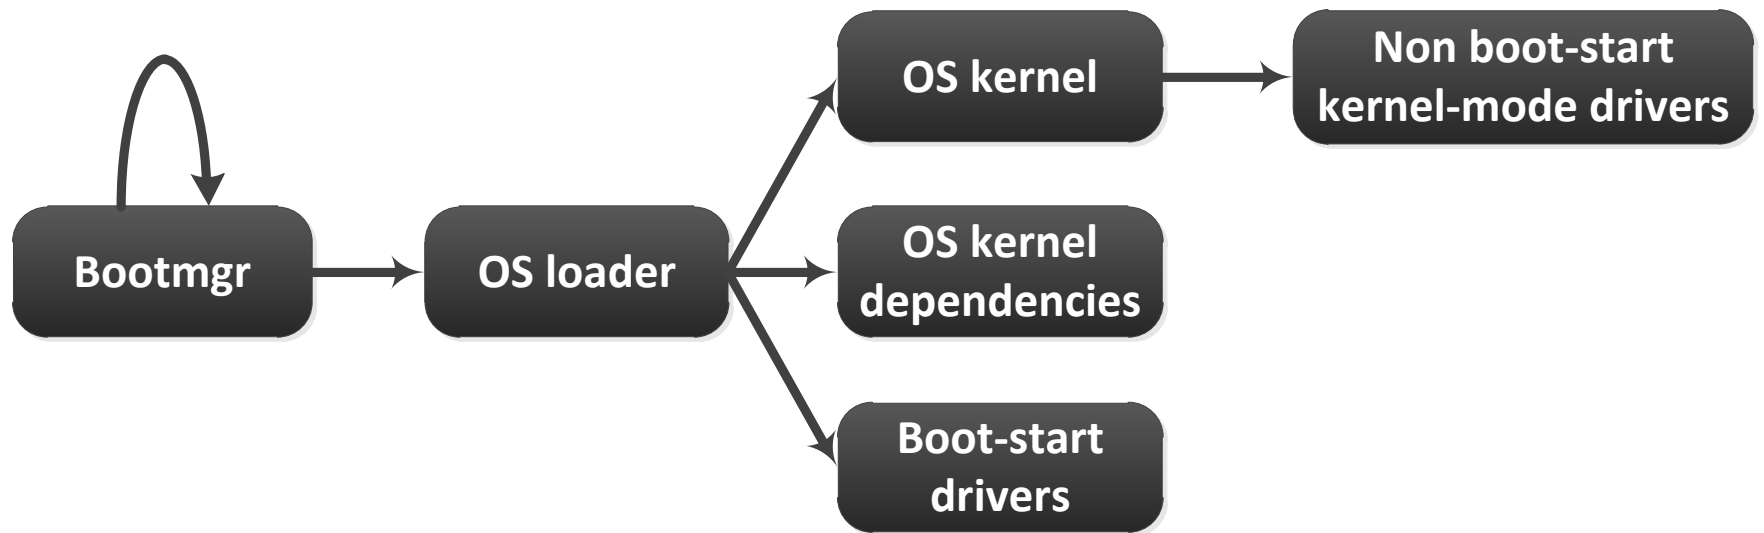 Bootmgr
OS loader
OS kernel
OS kernel
dependencies
Boot-start
drivers
Non boot-start
kernel-mode drivers